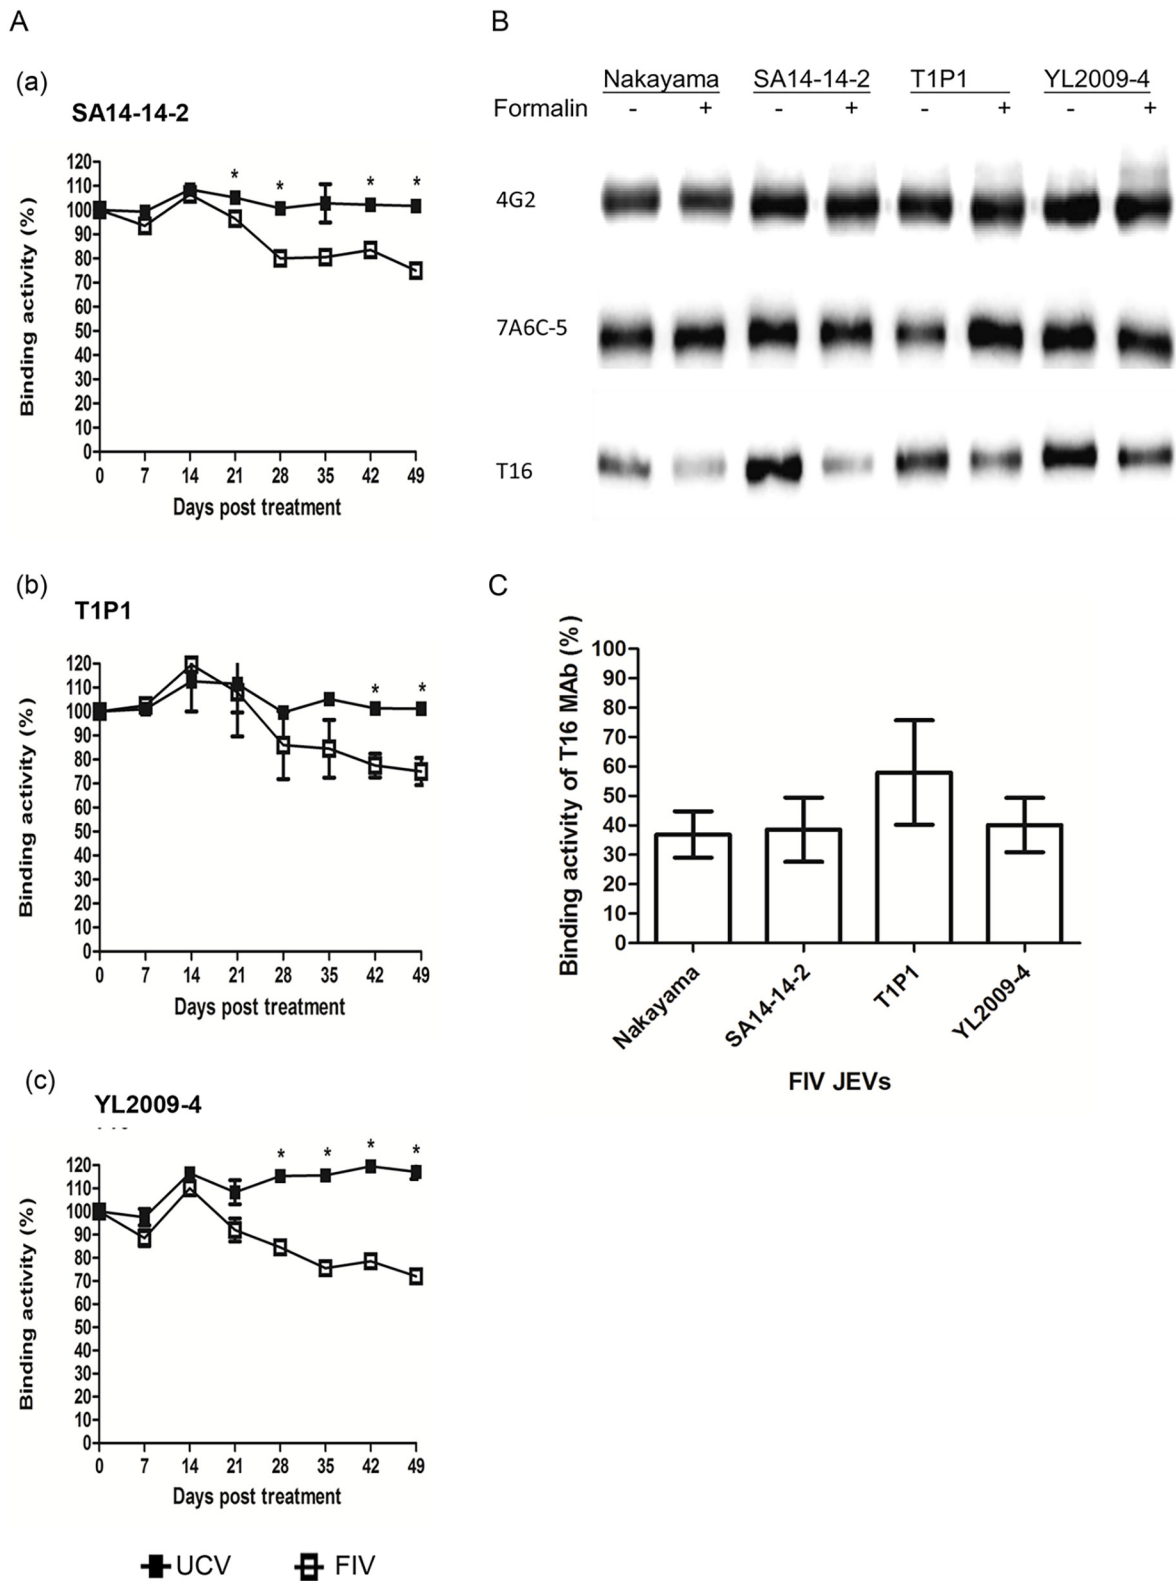 A
(a)
SA14-14-2
* * * *
Binding activity (%)
120
110
100
90
80
70
60
50
40
30
20
10
0
0 7 14 21 28 35 42 49
Days post treatment
(b)
T1P1
* *
Binding activity (%)
120
110
100
90
80
70
60
50
40
30
20
10
0
0 7 14 21 28 35 42 49
Days post treatment
(c)
YL2009-4
* * * *
Binding activity (%)
120
110
100
90
80
70
60
50
40
30
20
10
0
0 7 14 21 28 35 42 49
Days post treatment
UCV FIV
B
Nakayama SA14-14-2 T1P1 YL2009-4
Formalin - + - + - + - +
4G2
7A6C-5
T16
C
Binding activity of T16 MAb (%)
100
90
80
70
60
50
40
30
20
10
0
Nakayama
SA14-14-2
T1P1
YL2009-4
FIV JEVs